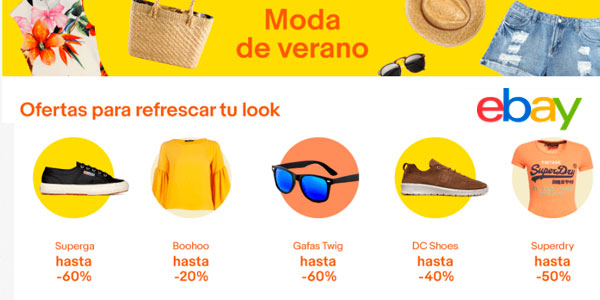 Moda
de verano
Ofertas para refrescar tu look
ebay
Superga
hasta
-60%
Boohoo
hasta
-20%
Gafas Twig
hasta
-60%
DC Shoes
hasta
-40%
SuperDry
Superdry
hasta
-50%